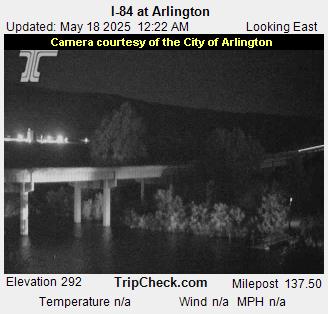 I-84 at Arlington
Updated: May 18 2025 12:22 AM Looking East
Camera courtesy of the City of Arlington
Elevation 292 TripCheck.com Milepost 137.50
Temperature n/a Wind n/a MPH n/a